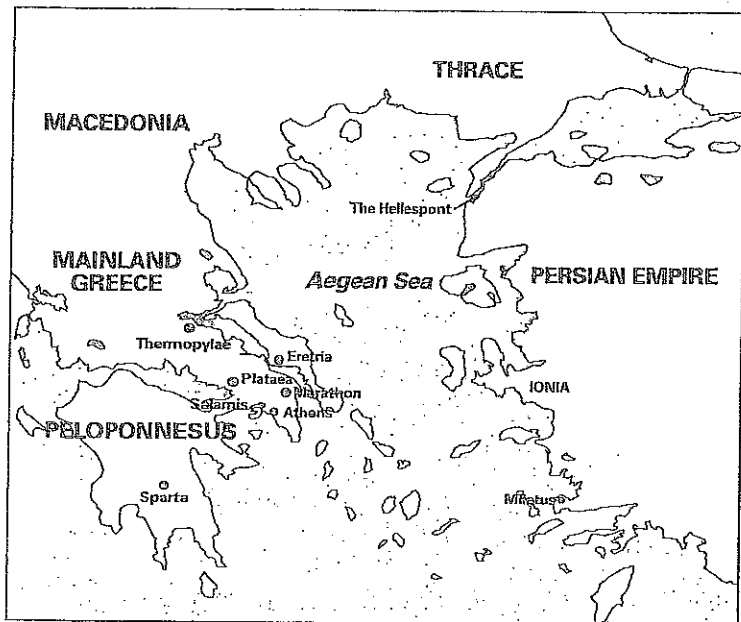 THRACE
MACEDONIA
The Hellespont
MAINLAND
GREECE
Aegean Sea
PERSIAN EMPIRE
Thermopylae
Eretria
Plataea
Marathon
IONIA
Salamis
Athens
PELOPONNESUS
Sparta
Miletus